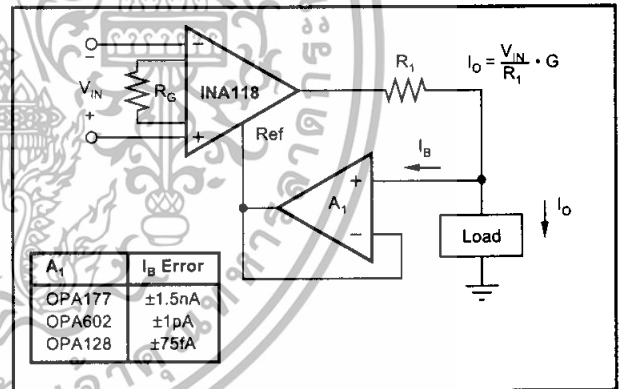 V_IN
−
+
R_G
−
+
INA118
Ref
R_1
I_O = V_IN / R_1 · G
I_B
+
−
A_1
Load
I_O
A_1 I_B Error
OPA177 ±1.5nA
OPA602 ±1pA
OPA128 ±75fA